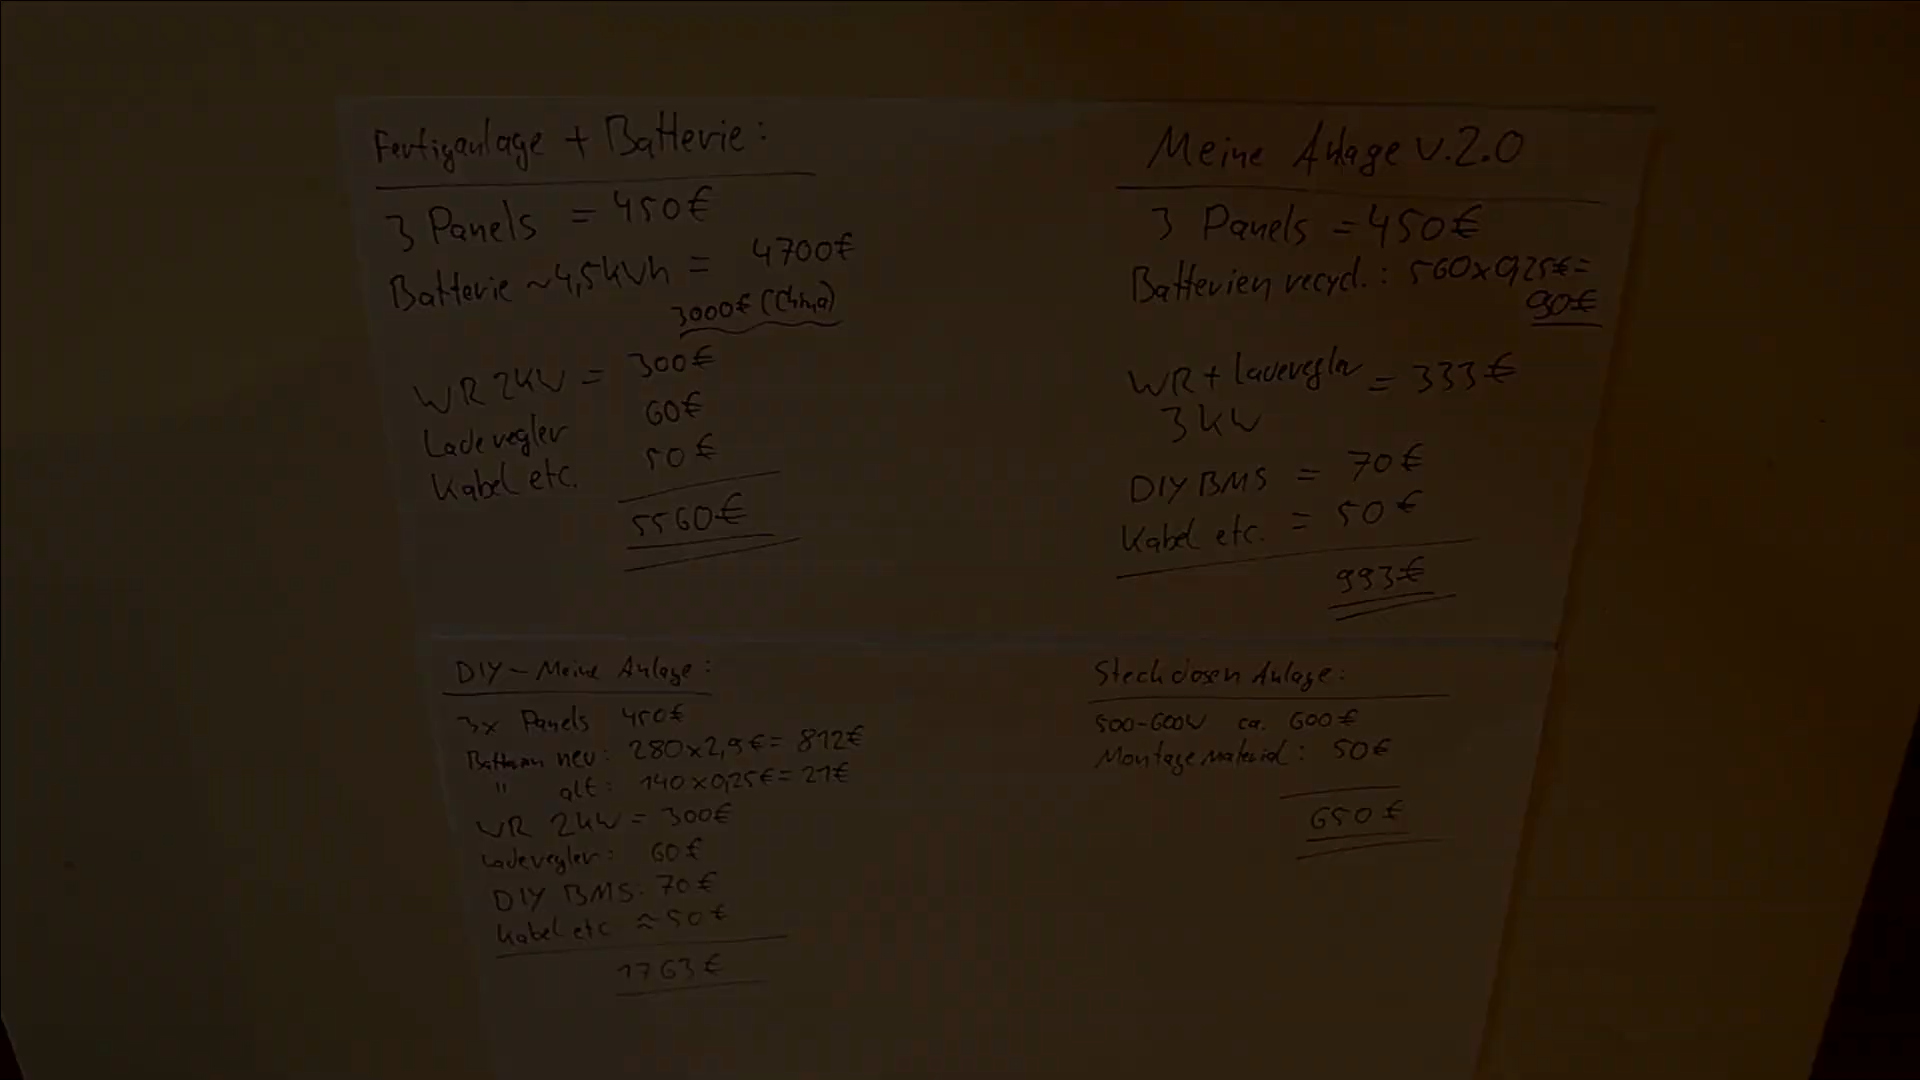 Fertiganlage + Batterie:
3 Panels = 450€
Batterie ~4,5kWh = 4700€
3000€ (China)
WR 2kW = 300€
Laderegler 60€
Kabel etc. 50€
5560€
Meine Anlage v.2.0
3 Panels = 450€
Batterien recycl.: 560x0,25€=
90€
WR + Laderegler = 333€
3kW
DIY BMS = 70€
Kabel etc. = 50€
993€
DIY - Meine Anlage:
3x Panels 450€
Batterien neu: 280x2,9€= 812€
" alt: 140x0,25€= 21€
WR 2kW = 300€
Laderegler: 60€
DIY BMS: 70€
Kabel etc ≈ 50€
1763€
Steckdosen Anlage:
500-600W ca. 600€
Montagematerial: 50€
650€